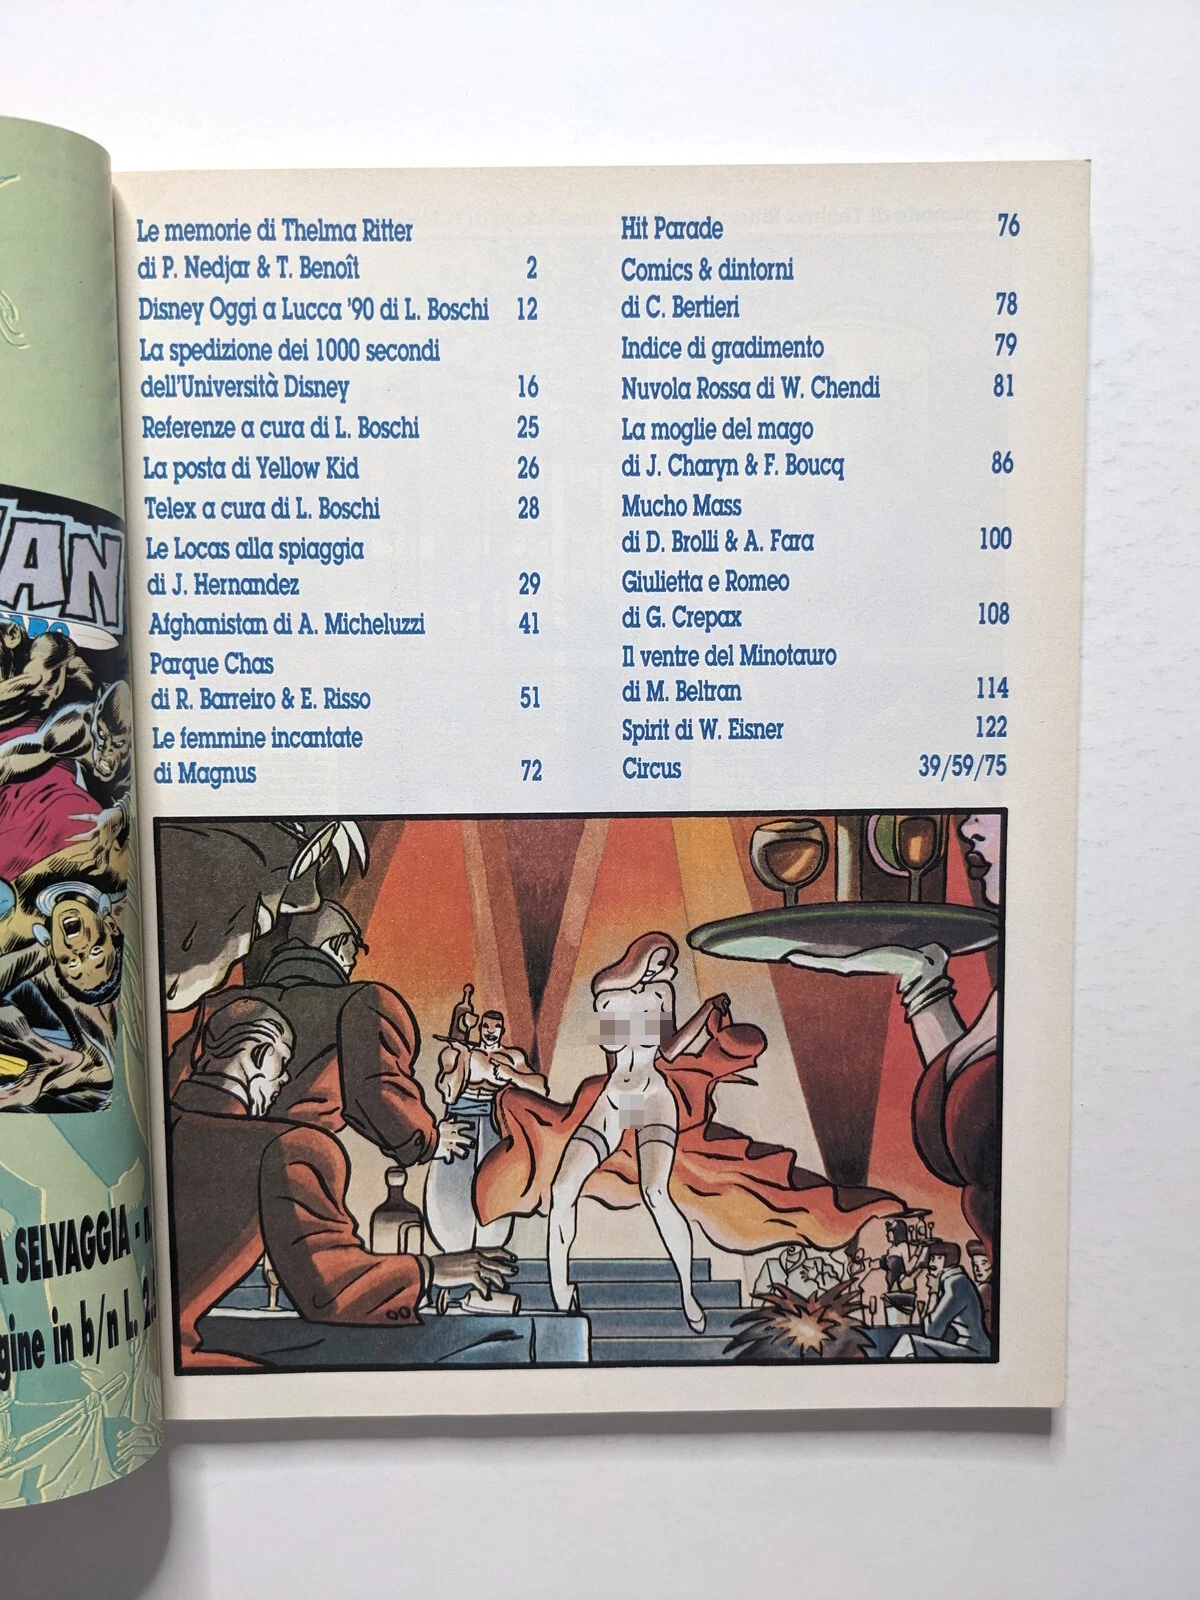 Le memorie di Thelma Ritter
di P. Nedjar & T. Benoît 2
Disney Oggi a Lucca '90 di L. Boschi 12
La spedizione dei 1000 secondi
dell'Università Disney 16
Referenze a cura di L. Boschi 25
La posta di Yellow Kid 26
Telex a cura di L. Boschi 28
Le Locas alla spiaggia
di J. Hernandez 29
Afghanistan di A. Micheluzzi 41
Parque Chas
di R. Barreiro & E. Risso 51
Le femmine incantate
di Magnus 72
Hit Parade 76
Comics & dintorni
di C. Bertieri 78
Indice di gradimento 79
Nuvola Rossa di W. Chendi 81
La moglie del mago
di J. Charyn & F. Boucq 86
Mucho Mass
di D. Brolli & A. Fara 100
Giulietta e Romeo
di G. Crepax 108
Il ventre del Minotauro
di M. Beltran 114
Spirit di W. Eisner 122
Circus 39/59/75
AN
A SELVAGGIA -
gine in b/n L. 2.